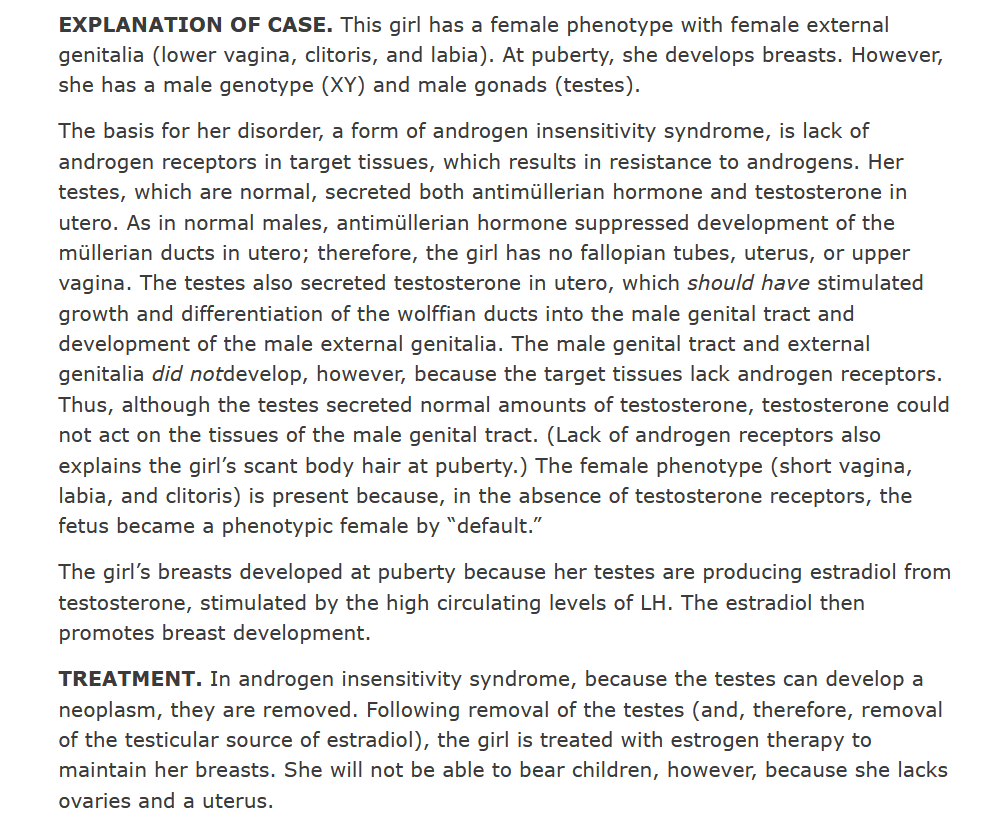 EXPLANATION OF CASE. This girl has a female phenotype with female external
genitalia (lower vagina, clitoris, and labia). At puberty, she develops breasts. However,
she has a male genotype (XY) and male gonads (testes).
The basis for her disorder, a form of androgen insensitivity syndrome, is lack of
androgen receptors in target tissues, which results in resistance to androgens. Her
testes, which are normal, secreted both antimüllerian hormone and testosterone in
utero. As in normal males, antimüllerian hormone suppressed development of the
müllerian ducts in utero; therefore, the girl has no fallopian tubes, uterus, or upper
vagina. The testes also secreted testosterone in utero, which should have stimulated
growth and differentiation of the wolffian ducts into the male genital tract and
development of the male external genitalia. The male genital tract and external
genitalia did notdevelop, however, because the target tissues lack androgen receptors.
Thus, although the testes secreted normal amounts of testosterone, testosterone could
not act on the tissues of the male genital tract. (Lack of androgen receptors also
explains the girl’s scant body hair at puberty.) The female phenotype (short vagina,
labia, and clitoris) is present because, in the absence of testosterone receptors, the
fetus became a phenotypic female by “default.”
The girl’s breasts developed at puberty because her testes are producing estradiol from
testosterone, stimulated by the high circulating levels of LH. The estradiol then
promotes breast development.
TREATMENT. In androgen insensitivity syndrome, because the testes can develop a
neoplasm, they are removed. Following removal of the testes (and, therefore, removal
of the testicular source of estradiol), the girl is treated with estrogen therapy to
maintain her breasts. She will not be able to bear children, however, because she lacks
ovaries and a uterus.